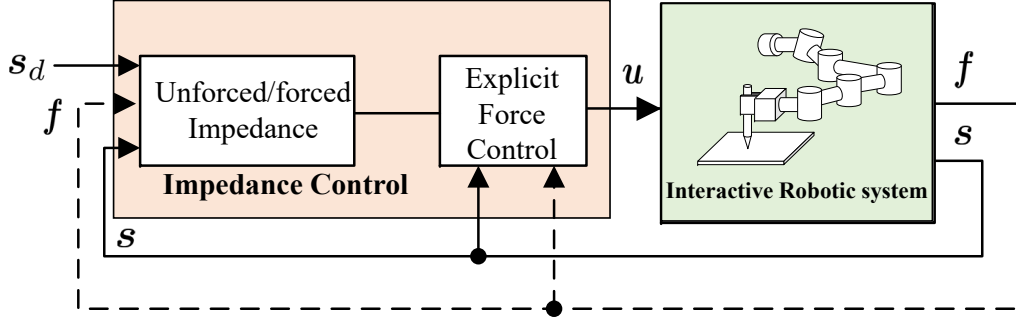 s_d
f
s
Unforced/forced
Impedance
Explicit
Force
Control
Impedance Control
u
Interactive Robotic system
f
s